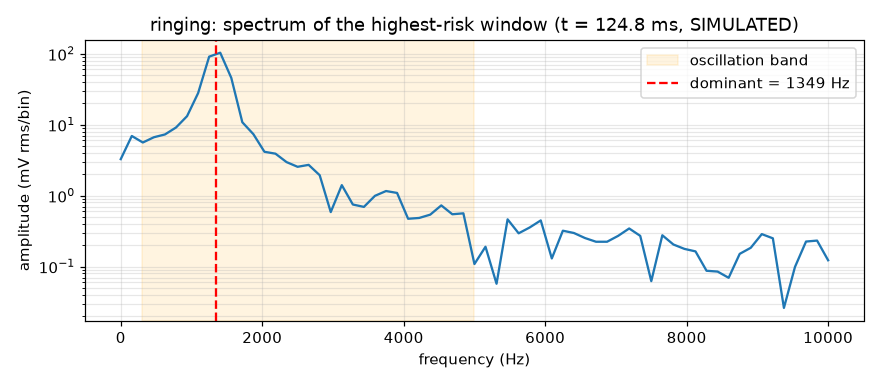 ringing: spectrum of the highest-risk window (t = 124.8 ms, SIMULATED)
oscillation band
dominant = 1349 Hz
amplitude (mV rms/bin)
10²
10¹
10⁰
10⁻¹
0 2000 4000 6000 8000 10000
frequency (Hz)